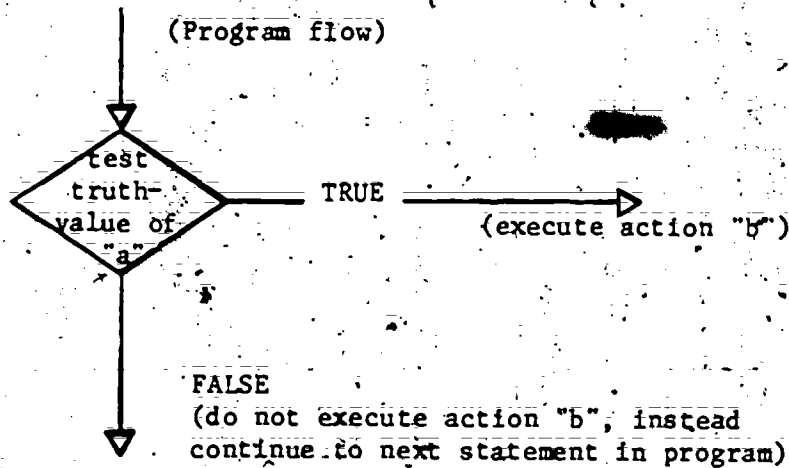 (Program flow)
test
truth-
value of
"a"
TRUE
(execute action "b")
FALSE
(do not execute action "b", instead
continue to next statement in program)